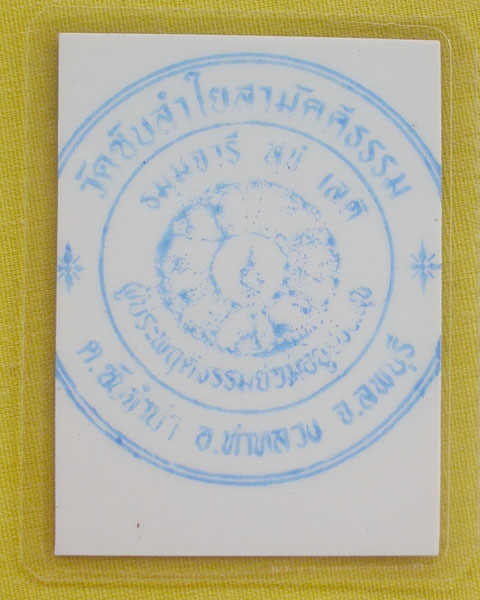 วัดซับลำใยสามัคคีธรรม
ธมฺมจารี สุขํ เสติ
ผู้ประพฤติธรรมย่อมอยู่เป็นสุข
ต.ซับจำปา อ.ท่าหลวง จ.ลพบุรี